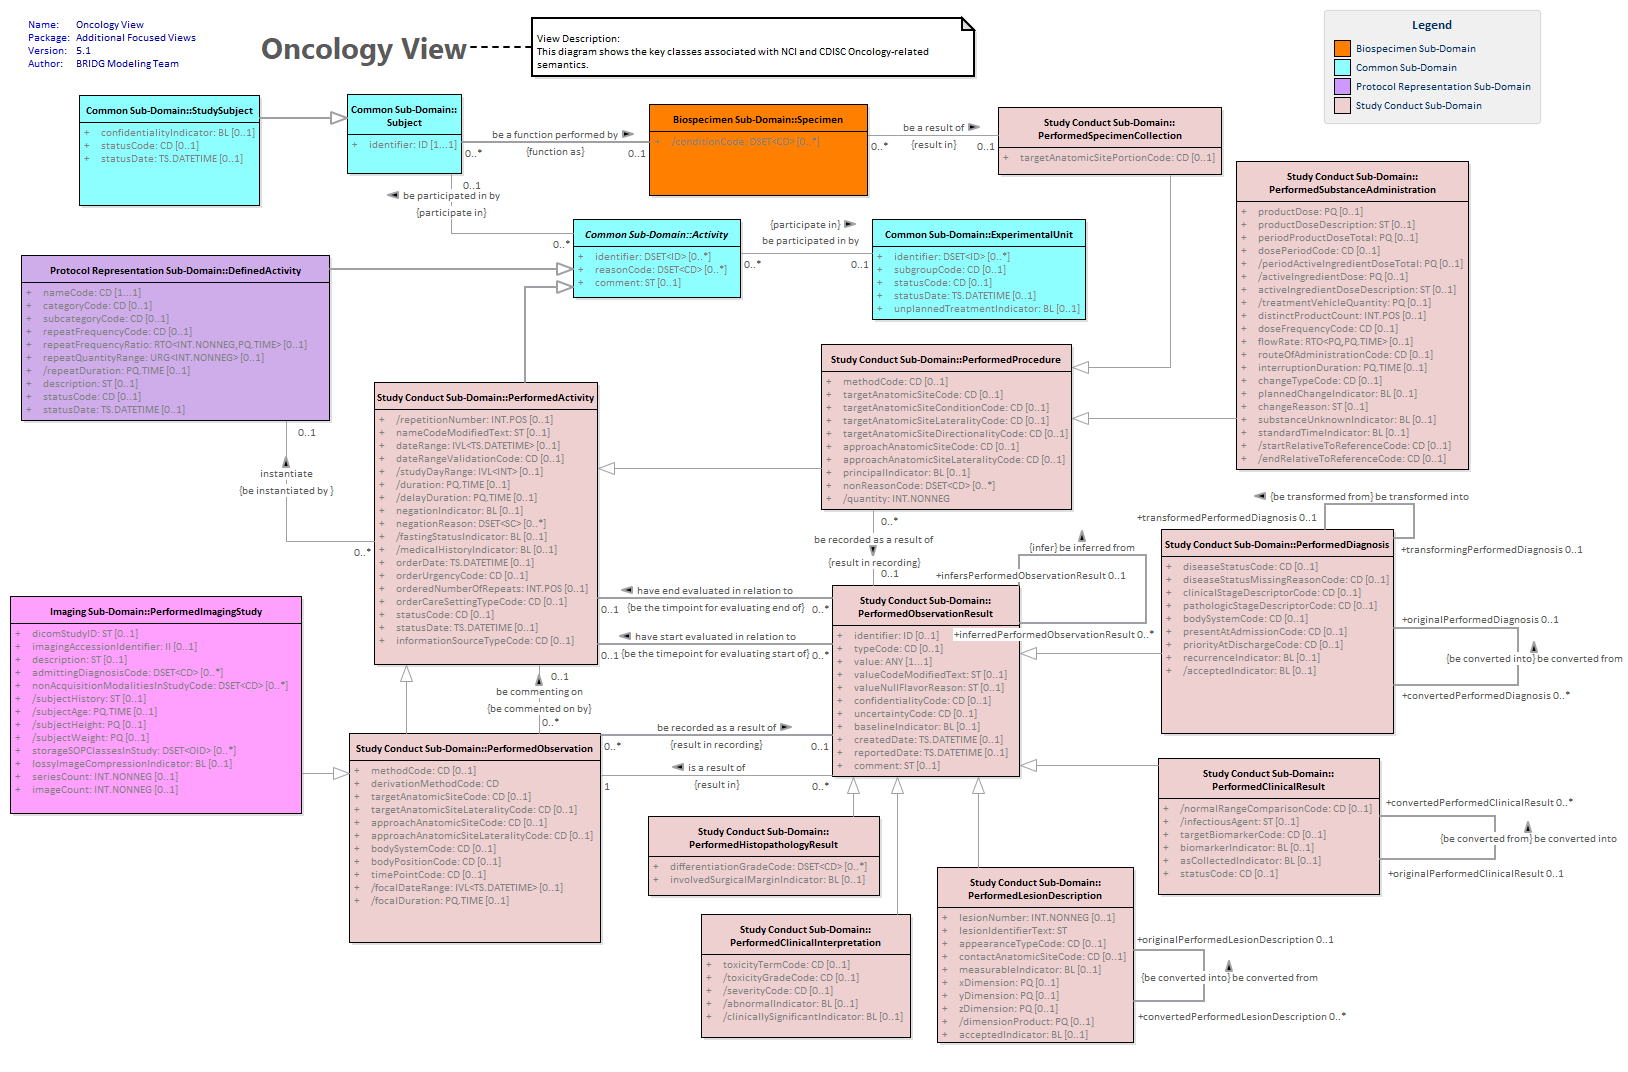 Name: Oncology View
Package: Additional Focused Views
Version: 5.1
Author: BRIDG Modeling Team
Oncology View
View Description:
This diagram shows the key classes associated with NCI and CDISC Oncology-related
semantics.
Legend
Biospecimen Sub-Domain
Common Sub-Domain
Protocol Representation Sub-Domain
Study Conduct Sub-Domain
Common Sub-Domain::StudySubject
+ confidentialityIndicator: BL [0..1]
+ statusCode: CD [0..1]
+ statusDate: TS.DATETIME [0..1]
Common Sub-Domain::
Subject
+ identifier: ID [1...1]
be a function performed by
{function as}
0..*
0..1
Biospecimen Sub-Domain::Specimen
+ /conditionCode: DSET<CD> [0..*]
be a result of
{result in}
0..*
0..1
Study Conduct Sub-Domain::
PerformedSpecimenCollection
+ targetAnatomicSitePortionCode: CD [0..1]
0..1
be participated in by
{participate in}
0..*
Common Sub-Domain::Activity
+ identifier: DSET<ID> [0..*]
+ reasonCode: DSET<CD> [0..*]
+ comment: ST [0..1]
{participate in}
be participated in by
0..*
0..1
Common Sub-Domain::ExperimentalUnit
+ identifier: DSET<ID> [0..*]
+ subgroupCode: CD [0..1]
+ statusCode: CD [0..1]
+ statusDate: TS.DATETIME [0..1]
+ unplannedTreatmentIndicator: BL [0..1]
Study Conduct Sub-Domain::
PerformedSubstanceAdministration
+ productDose: PQ [0..1]
+ productDoseDescription: ST [0..1]
+ periodProductDoseTotal: PQ [0..1]
+ dosePeriodCode: CD [0..1]
+ /periodActiveIngredientDoseTotal: PQ [0..1]
+ /activeIngredientDose: PQ [0..1]
+ activeIngredientDoseDescription: ST [0..1]
+ /treatmentVehicleQuantity: PQ [0..1]
+ distinctProductCount: INT.POS [0..1]
+ doseFrequencyCode: CD [0..1]
+ flowRate: RTO<PQ,PQ.TIME> [0..1]
+ routeOfAdministrationCode: CD [0..1]
+ interruptionDuration: PQ.TIME [0..1]
+ changeTypeCode: CD [0..1]
+ plannedChangeIndicator: BL [0..1]
+ changeReason: ST [0..1]
+ substanceUnknownIndicator: BL [0..1]
+ standardTimeIndicator: BL [0..1]
+ /startRelativeToReferenceCode: CD [0..1]
+ /endRelativeToReferenceCode: CD [0..1]
Protocol Representation Sub-Domain::DefinedActivity
+ nameCode: CD [1...1]
+ categoryCode: CD [0..1]
+ subcategoryCode: CD [0..1]
+ repeatFrequencyCode: CD [0..1]
+ repeatFrequencyRatio: RTO<INT.NONNEG,PQ.TIME> [0..1]
+ repeatQuantityRange: URG<INT.NONNEG> [0..1]
+ /repeatDuration: PQ.TIME [0..1]
+ description: ST [0..1]
+ statusCode: CD [0..1]
+ statusDate: TS.DATETIME [0..1]
0..1
instantiate
{be instantiated by }
0..*
Study Conduct Sub-Domain::PerformedActivity
+ /repetitionNumber: INT.POS [0..1]
+ nameCodeModifiedText: ST [0..1]
+ dateRange: IVL<TS.DATETIME> [0..1]
+ dateRangeValidationCode: CD [0..1]
+ /studyDayRange: IVL<INT> [0..1]
+ /duration: PQ.TIME [0..1]
+ /delayDuration: PQ.TIME [0..1]
+ negationIndicator: BL [0..1]
+ negationReason: DSET<SC> [0..*]
+ /fastingStatusIndicator: BL [0..1]
+ /medicalHistoryIndicator: BL [0..1]
+ orderDate: TS.DATETIME [0..1]
+ orderUrgencyCode: CD [0..1]
+ orderedNumberOfRepeats: INT.POS [0..1]
+ orderCareSettingTypeCode: CD [0..1]
+ statusCode: CD [0..1]
+ statusDate: TS.DATETIME [0..1]
+ informationSourceTypeCode: CD [0..1]
Study Conduct Sub-Domain::PerformedProcedure
+ methodCode: CD [0..1]
+ targetAnatomicSiteCode: CD [0..1]
+ targetAnatomicSiteConditionCode: CD [0..1]
+ targetAnatomicSiteLateralityCode: CD [0..1]
+ targetAnatomicSiteDirectionalityCode: CD [0..1]
+ approachAnatomicSiteCode: CD [0..1]
+ approachAnatomicSiteLateralityCode: CD [0..1]
+ principalIndicator: BL [0..1]
+ nonReasonCode: DSET<CD> [0..*]
+ /quantity: INT.NONNEG
0..*
be recorded as a result of
{result in recording}
0..1
{infer} be inferred from
+infersPerformedObservationResult 0..1
+inferredPerformedObservationResult 0..*
{be transformed from} be transformed into
+transformedPerformedDiagnosis 0..1
+transformingPerformedDiagnosis 0..1
Study Conduct Sub-Domain::PerformedDiagnosis
+ diseaseStatusCode: CD [0..1]
+ diseaseStatusMissingReasonCode: CD [0..1]
+ clinicalStageDescriptorCode: CD [0..1]
+ pathologicStageDescriptorCode: CD [0..1]
+ bodySystemCode: CD [0..1]
+ presentAtAdmissionCode: CD [0..1]
+ priorityAtDischargeCode: CD [0..1]
+ recurrenceIndicator: BL [0..1]
+ /acceptedIndicator: BL [0..1]
+originalPerformedDiagnosis 0..1
{be converted into} be converted from
+convertedPerformedDiagnosis 0..*
have end evaluated in relation to
0..1 {be the timpoint for evaluating end of} 0..*
have start evaluated in relation to
0..1 {be the timepoint for evaluating start of} 0..*
Study Conduct Sub-Domain::
PerformedObservationResult
+ identifier: ID [0..1]
+ typeCode: CD [0..1]
+ value: ANY [1...1]
+ valueCodeModifiedText: ST [0..1]
+ valueNullFlavorReason: ST [0..1]
+ confidentialityCode: CD [0..1]
+ uncertaintyCode: CD [0..1]
+ baselineIndicator: BL [0..1]
+ createdDate: TS.DATETIME [0..1]
+ reportedDate: TS.DATETIME [0..1]
+ comment: ST [0..1]
Imaging Sub-Domain::PerformedImagingStudy
+ dicomStudyID: ST [0..1]
+ imagingAccessionIdentifier: II [0..1]
+ description: ST [0..1]
+ admittingDiagnosisCode: DSET<CD> [0..*]
+ nonAcquisitionModalitiesInStudyCode: DSET<CD> [0..*]
+ /subjectHistory: ST [0..1]
+ /subjectAge: PQ.TIME [0..1]
+ /subjectHeight: PQ [0..1]
+ /subjectWeight: PQ [0..1]
+ storageSOPClassesInStudy: DSET<OID> [0..*]
+ lossyImageCompressionIndicator: BL [0..1]
+ seriesCount: INT.NONNEG [0..1]
+ imageCount: INT.NONNEG [0..1]
0..1
be commenting on
{be commented on by}
0..*
Study Conduct Sub-Domain::PerformedObservation
+ methodCode: CD [0..1]
+ derivationMethodCode: CD
+ targetAnatomicSiteCode: CD [0..1]
+ targetAnatomicSiteLateralityCode: CD [0..1]
+ approachAnatomicSiteCode: CD [0..1]
+ approachAnatomicSiteLateralityCode: CD [0..1]
+ bodySystemCode: CD [0..1]
+ bodyPositionCode: CD [0..1]
+ timePointCode: CD [0..1]
+ /focalDateRange: IVL<TS.DATETIME> [0..1]
+ /focalDuration: PQ.TIME [0..1]
be recorded as a result of
0..* {result in recording} 0..1
is a result of
1 {result in} 0..*
Study Conduct Sub-Domain::
PerformedHistopathologyResult
+ differentiationGradeCode: DSET<CD> [0..*]
+ involvedSurgicalMarginIndicator: BL [0..1]
Study Conduct Sub-Domain::
PerformedClinicalInterpretation
+ toxicityTermCode: CD [0..1]
+ /toxicityGradeCode: CD [0..1]
+ /severityCode: CD [0..1]
+ /abnormalIndicator: BL [0..1]
+ /clinicallySignificantIndicator: BL [0..1]
Study Conduct Sub-Domain::
PerformedLesionDescription
+ lesionNumber: INT.NONNEG [0..1]
+ lesionIdentifierText: ST
+ appearanceTypeCode: CD [0..1]
+ contactAnatomicSiteCode: CD [0..1]
+ measurableIndicator: BL [0..1]
+ xDimension: PQ [0..1]
+ yDimension: PQ [0..1]
+ zDimension: PQ [0..1]
+ /dimensionProduct: PQ [0..1]
+ acceptedIndicator: BL [0..1]
+originalPerformedLesionDescription 0..1
{be converted into} be converted from
+convertedPerformedLesionDescription 0..*
Study Conduct Sub-Domain::
PerformedClinicalResult
+ /normalRangeComparisonCode: CD [0..1]
+ /infectiousAgent: ST [0..1]
+ targetBiomarkerCode: CD [0..1]
+ biomarkerIndicator: BL [0..1]
+ asCollectedIndicator: BL [0..1]
+ statusCode: CD [0..1]
+convertedPerformedClinicalResult 0..*
{be converted from} be converted into
+originalPerformedClinicalResult 0..1